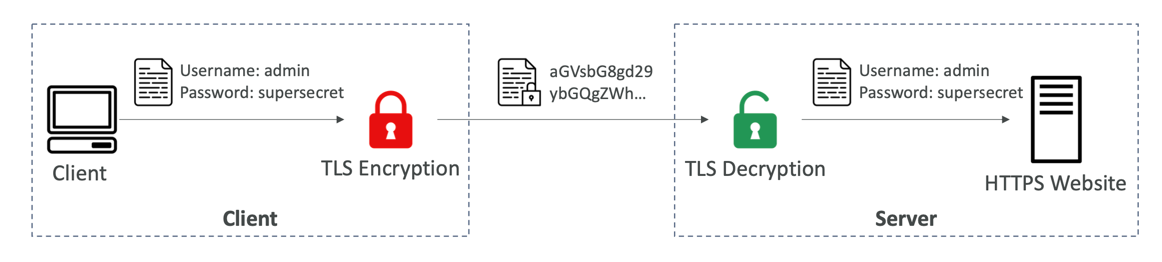 Username: admin
Password: supersecret
Client
TLS Encryption
Client
aGVsbG8gd29
ybGQgZWh...
Username: admin
Password: supersecret
TLS Decryption
HTTPS Website
Server